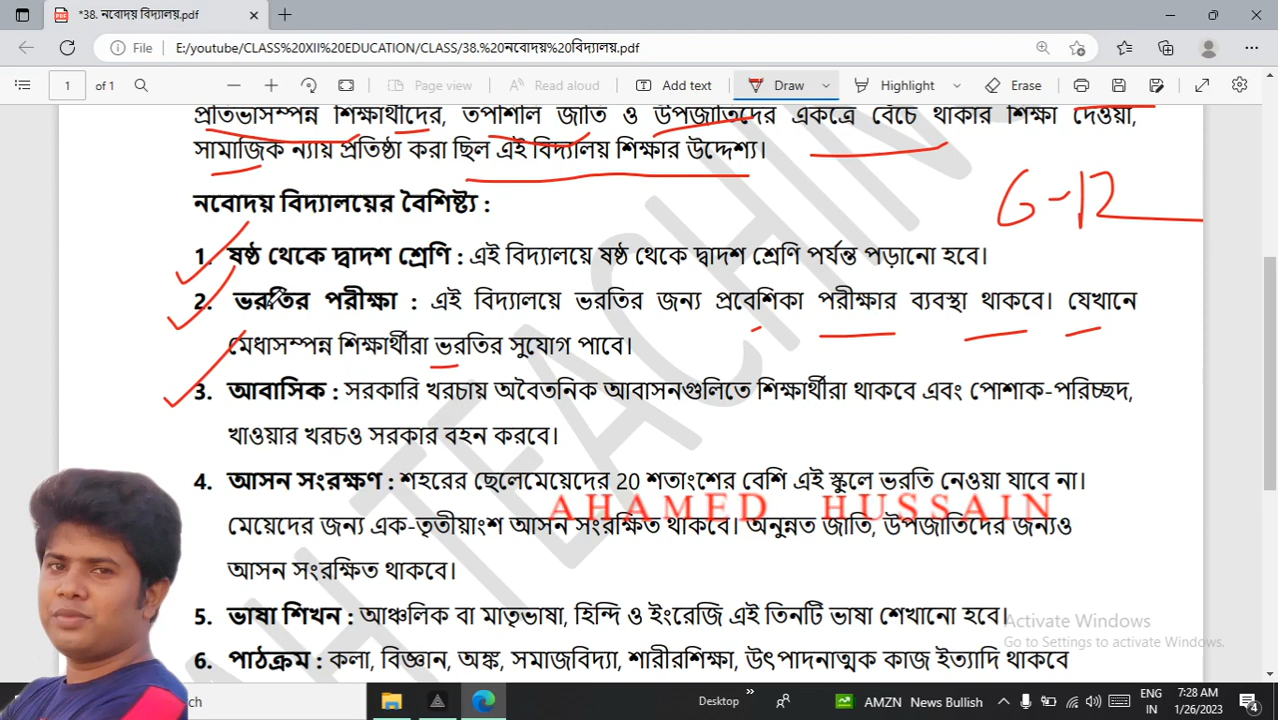 *38. নবোদয় বিদ্যালয়.pdf
File E:/youtube/CLASS%20XII%20EDUCATION/CLASS/38.%20নবোদয়%20বিদ্যালয়.pdf
1 of 1 Page view Read aloud Add text Draw Highlight Erase
প্রতিভাসম্পন্ন শিক্ষার্থীদের, তপাশাল জাতি ও উপজাতিদের একত্রে বেঁচে থাকার শিক্ষা দেওয়া,
সামাজিক ন্যায় প্রতিষ্ঠা করা ছিল এই বিদ্যালয় শিক্ষার উদ্দেশ্য।
6-12
নবোদয় বিদ্যালয়ের বৈশিষ্ট্য :
1. ষষ্ঠ থেকে দ্বাদশ শ্রেণি : এই বিদ্যালয়ে ষষ্ঠ থেকে দ্বাদশ শ্রেণি পর্যন্ত পড়ানো হবে।
2. ভরতির পরীক্ষা : এই বিদ্যালয়ে ভরতির জন্য প্রবেশিকা পরীক্ষার ব্যবস্থা থাকবে। যেখানে
মেধাসম্পন্ন শিক্ষার্থীরা ভরতির সুযোগ পাবে।
3. আবাসিক : সরকারি খরচায় অবৈতনিক আবাসনগুলিতে শিক্ষার্থীরা থাকবে এবং পোশাক-পরিচ্ছদ,
খাওয়ার খরচও সরকার বহন করবে।
4. আসন সংরক্ষণ : শহরের ছেলেমেয়েদের 20 শতাংশের বেশি এই স্কুলে ভরতি নেওয়া যাবে না।
AHAMED HUSSAIN
মেয়েদের জন্য এক-তৃতীয়াংশ আসন সংরক্ষিত থাকবে। অনুন্নত জাতি, উপজাতিদের জন্যও
আসন সংরক্ষিত থাকবে।
5. ভাষা শিখন : আঞ্চলিক বা মাতৃভাষা, হিন্দি ও ইংরেজি এই তিনটি ভাষা শেখানো হবে।
Activate Windows
Go to Settings to activate Windows.
6. পাঠক্রম : কলা, বিজ্ঞান, অঙ্ক, সমাজবিদ্যা, শারীরশিক্ষা, উৎপাদনাত্মক কাজ ইত্যাদি থাকবে
Desktop AMZN News Bullish ENG 7:28 AM
IN 1/26/2023 4